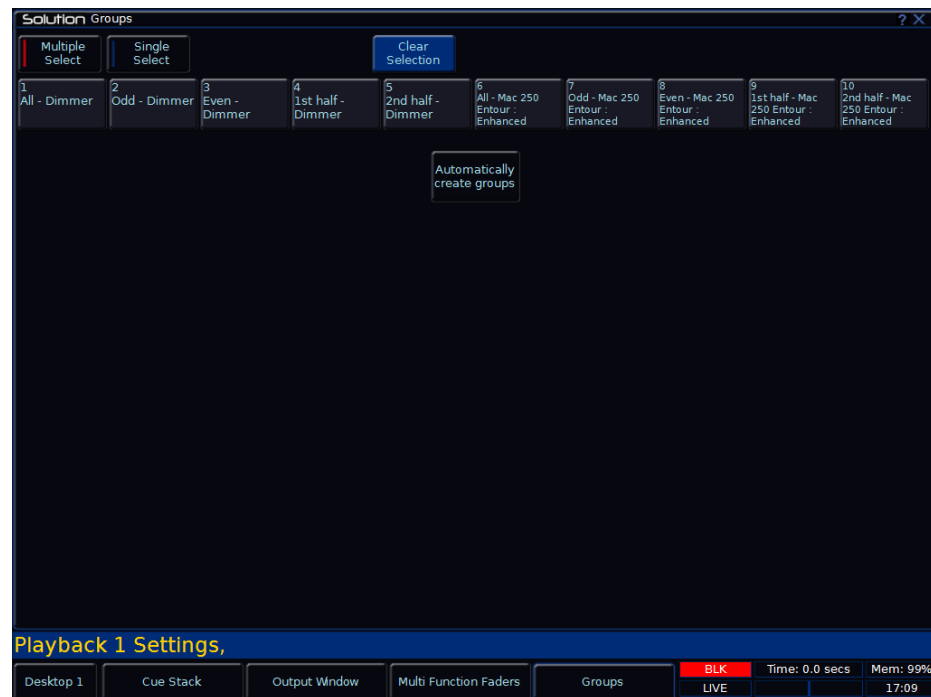 Solution Groups ? X
Multiple
Select
Single
Select
Clear
Selection
1
All - Dimmer
2
Odd - Dimmer
3
Even -
Dimmer
4
1st half -
Dimmer
5
2nd half -
Dimmer
6
All - Mac 250
Entour :
Enhanced
7
Odd - Mac 250
Entour :
Enhanced
8
Even - Mac 250
Entour :
Enhanced
9
1st half - Mac
250 Entour :
Enhanced
10
2nd half - Mac
250 Entour :
Enhanced
Automatically
create groups
Playback 1 Settings,
Desktop 1
Cue Stack
Output Window
Multi Function Faders
Groups
BLK
Time: 0.0 secs
Mem: 99%
LIVE
17:09